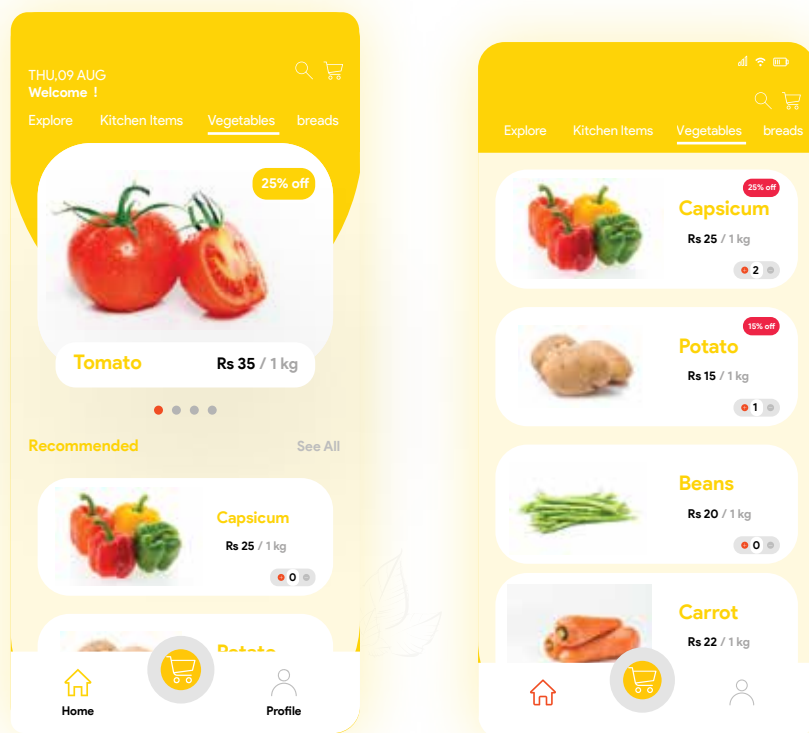 THU,09 AUG
Welcome !
Explore Kitchen Items Vegetables breads
25% off
Tomato Rs 35 / 1 kg
Recommended See All
Capsicum
Rs 25 / 1 kg
0
Potato
Home Profile
Explore Kitchen Items Vegetables breads
25% off
Capsicum
Rs 25 / 1 kg
2
15% off
Potato
Rs 15 / 1 kg
1
Beans
Rs 20 / 1 kg
0
Carrot
Rs 22 / 1 kg